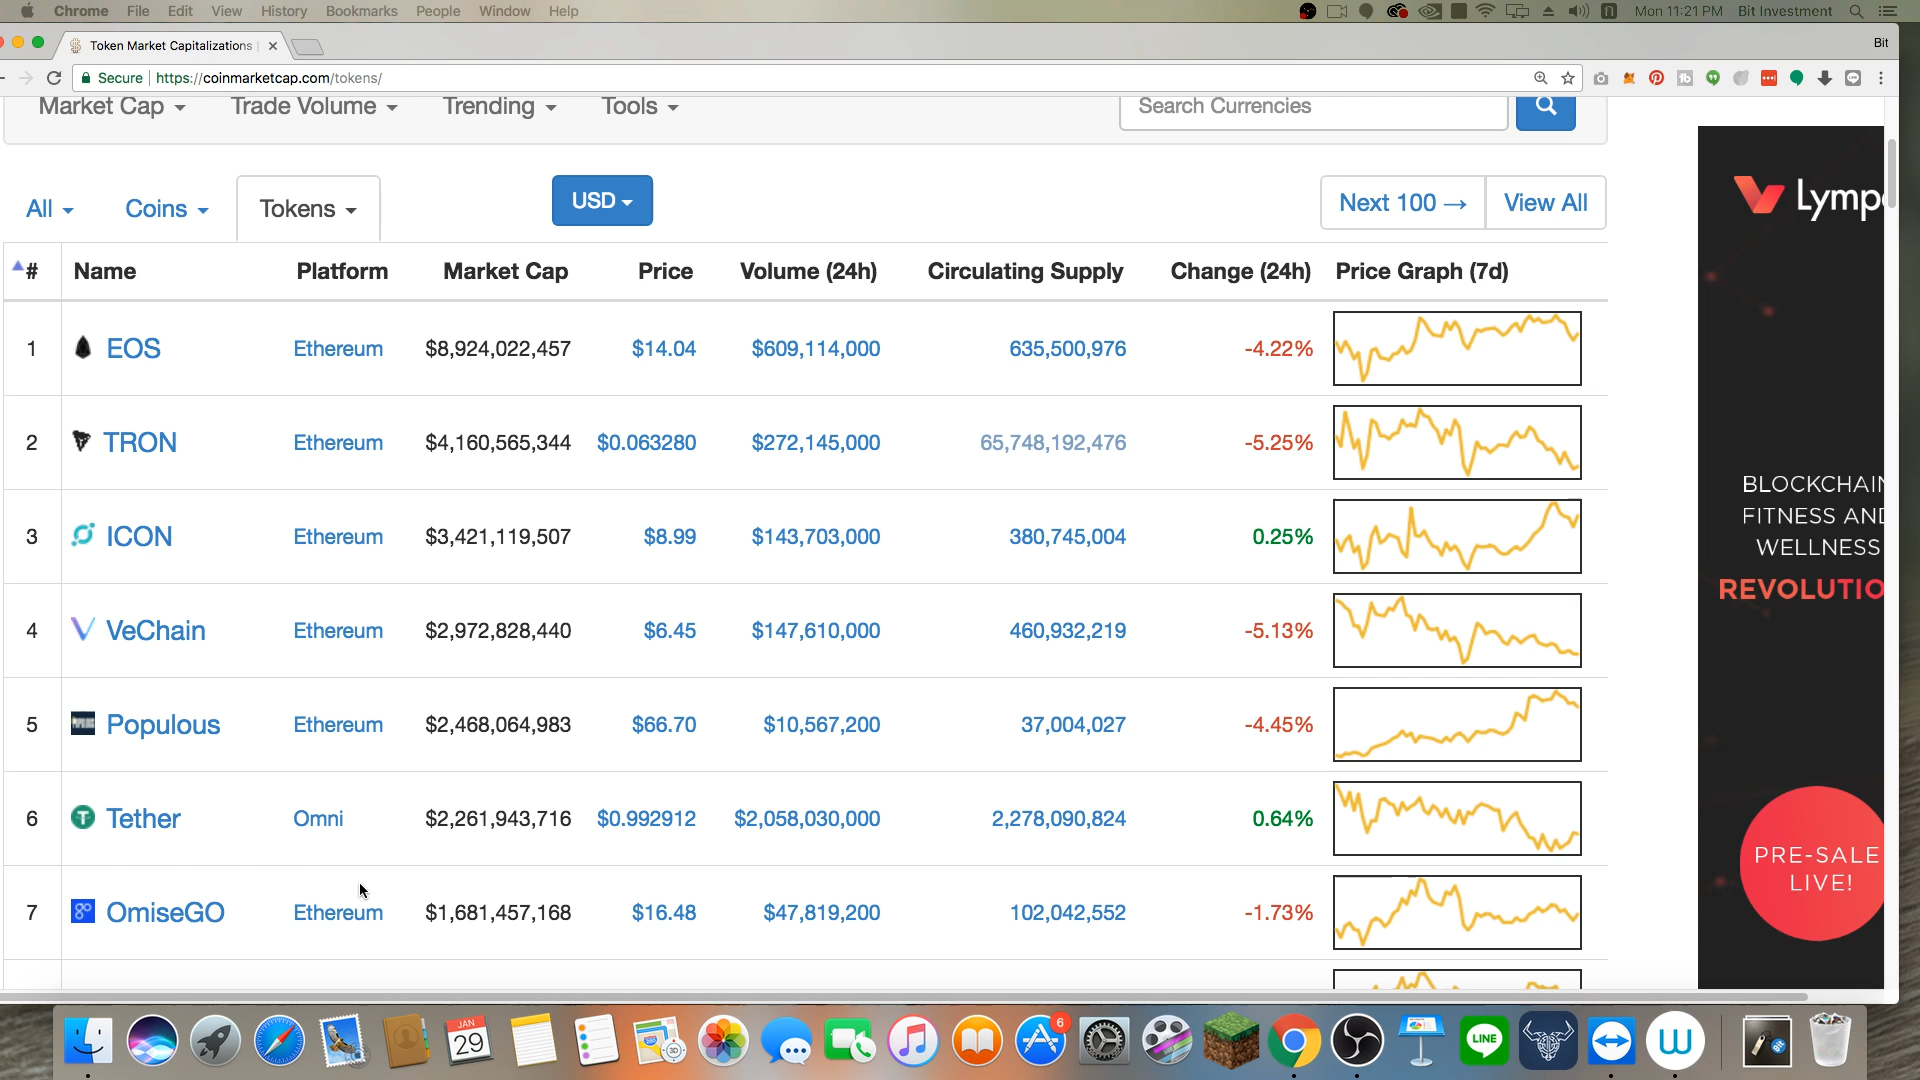 Chrome File Edit View History Bookmarks People Window Help Mon 11:21 PM Bit Investment
Token Market Capitalizations Bit
Secure https://coinmarketcap.com/tokens/
Market Cap Trade Volume Trending Tools Search Currencies
All Coins Tokens USD Next 100 → View All
# Name Platform Market Cap Price Volume (24h) Circulating Supply Change (24h) Price Graph (7d)
1 EOS Ethereum $8,924,022,457 $14.04 $609,114,000 635,500,976 -4.22%
2 TRON Ethereum $4,160,565,344 $0.063280 $272,145,000 65,748,192,476 -5.25%
3 ICON Ethereum $3,421,119,507 $8.99 $143,703,000 380,745,004 0.25%
4 VeChain Ethereum $2,972,828,440 $6.45 $147,610,000 460,932,219 -5.13%
5 Populous Ethereum $2,468,064,983 $66.70 $10,567,200 37,004,027 -4.45%
6 Tether Omni $2,261,943,716 $0.992912 $2,058,030,000 2,278,090,824 0.64%
7 OmiseGO Ethereum $1,681,457,168 $16.48 $47,819,200 102,042,552 -1.73%
Lympo
BLOCKCHAIN
FITNESS AND
WELLNESS
REVOLUTIO
PRE-SALE
LIVE!
JAN
29
3D
6
LINE